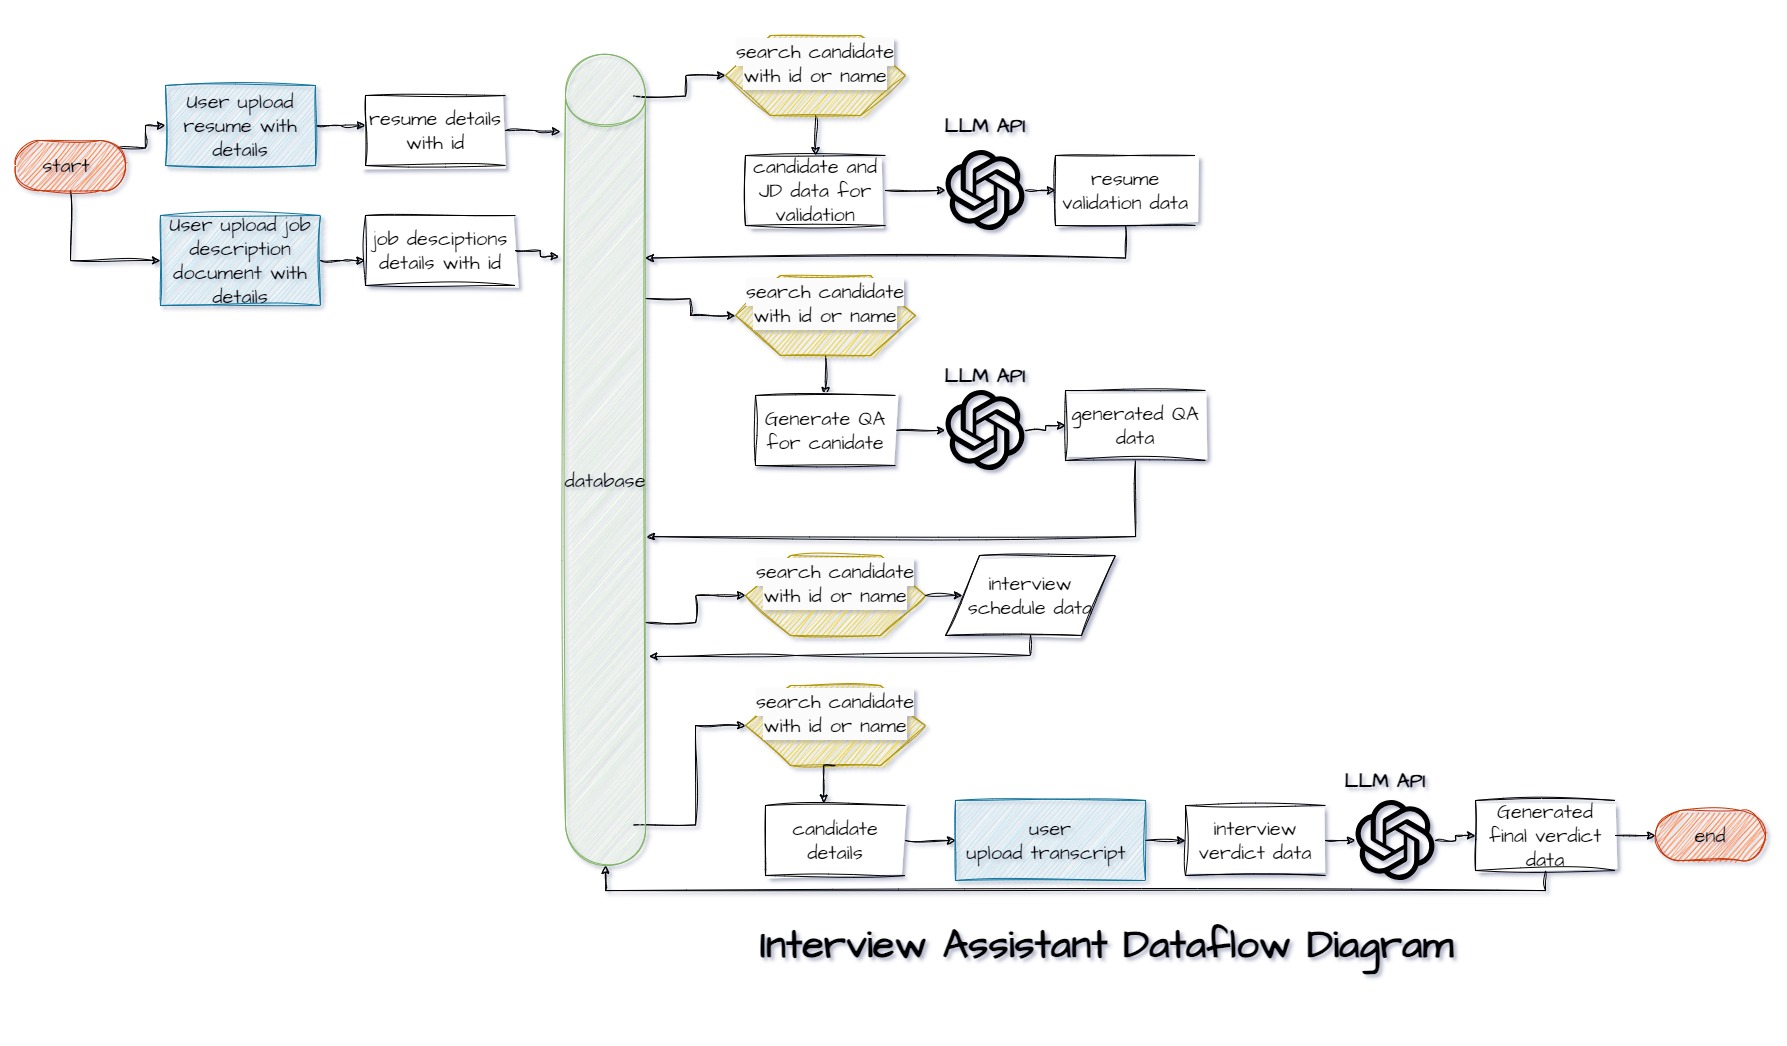 User upload
resume with
details
resume details
with id
start
User upload job
description
document with
details
job desciptions
details with id
database
search candidate
with id or name
candidate and
JD data for
validation
LLM API
resume
validation data
search candidate
with id or name
Generate QA
for canidate
LLM API
generated QA
data
search candidate
with id or name
interview
schedule data
search candidate
with id or name
candidate
details
user
upload transcript
interview
verdict data
LLM API
Generated
final verdict
data
end
Interview Assistant Dataflow Diagram